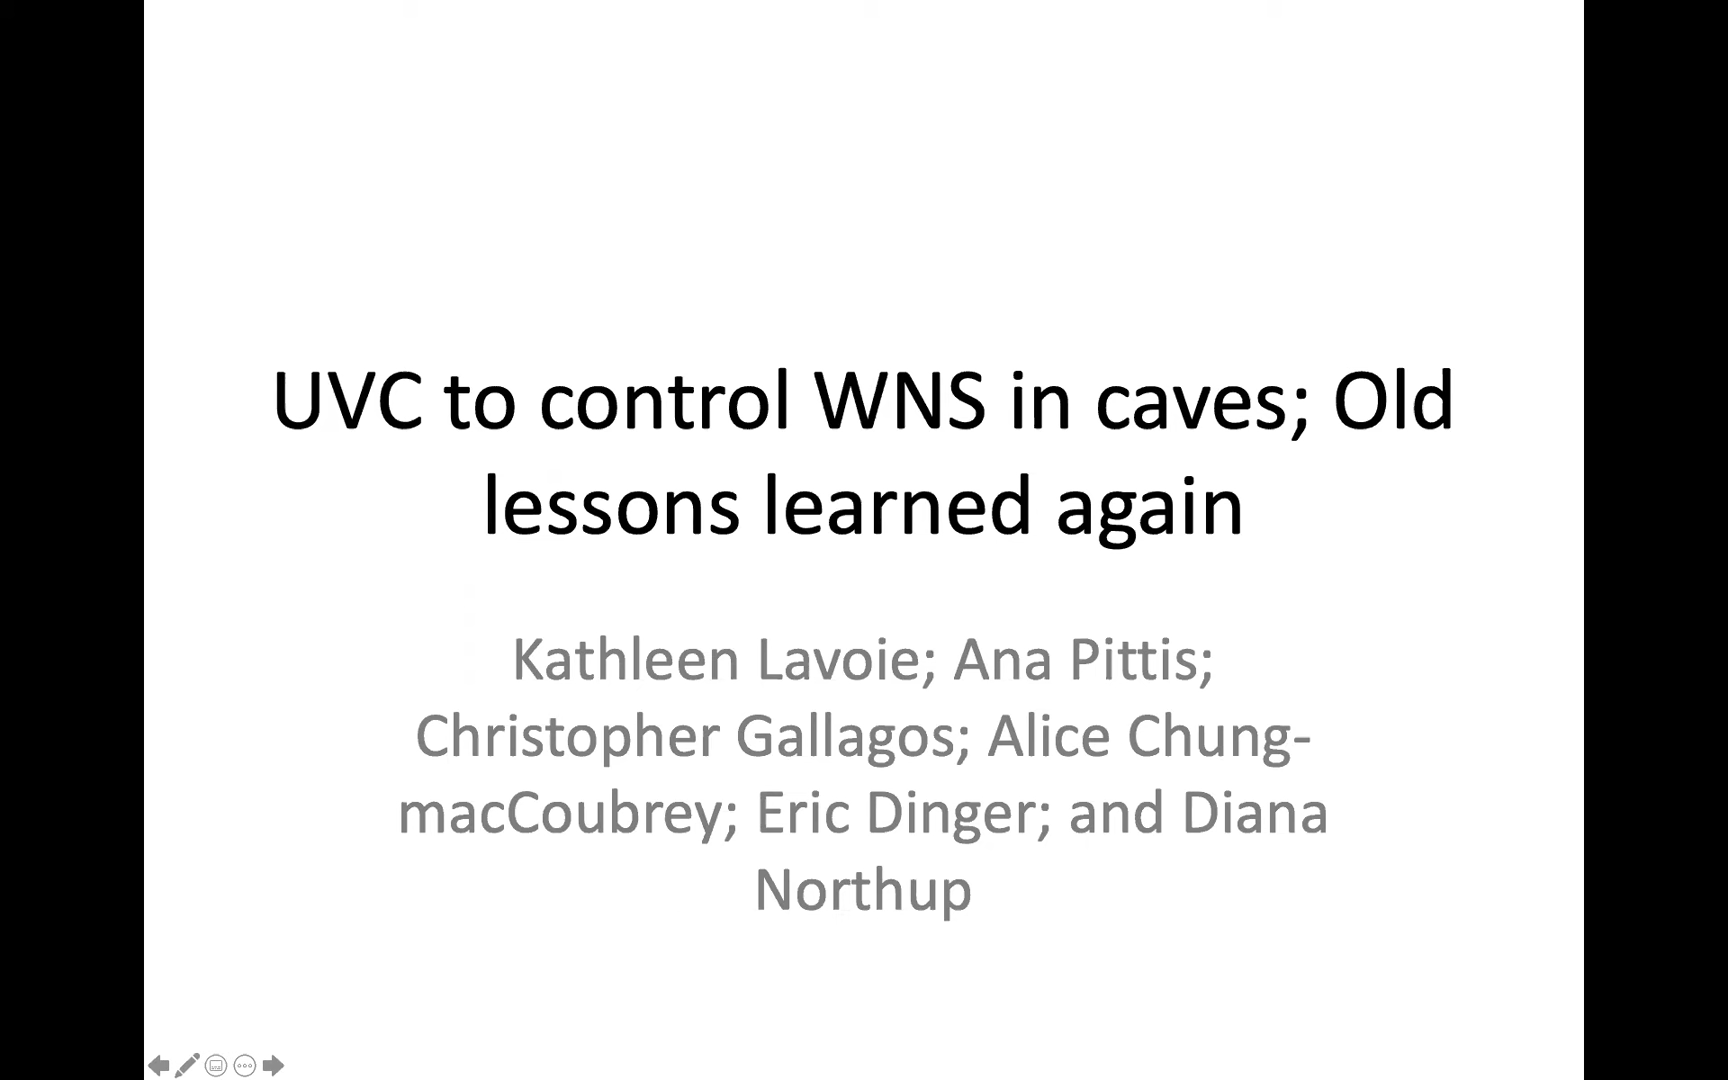 UVC to control WNS in caves; Old
lessons learned again
Kathleen Lavoie; Ana Pittis;
Christopher Gallagos; Alice Chung-
macCoubrey; Eric Dinger; and Diana
Northup